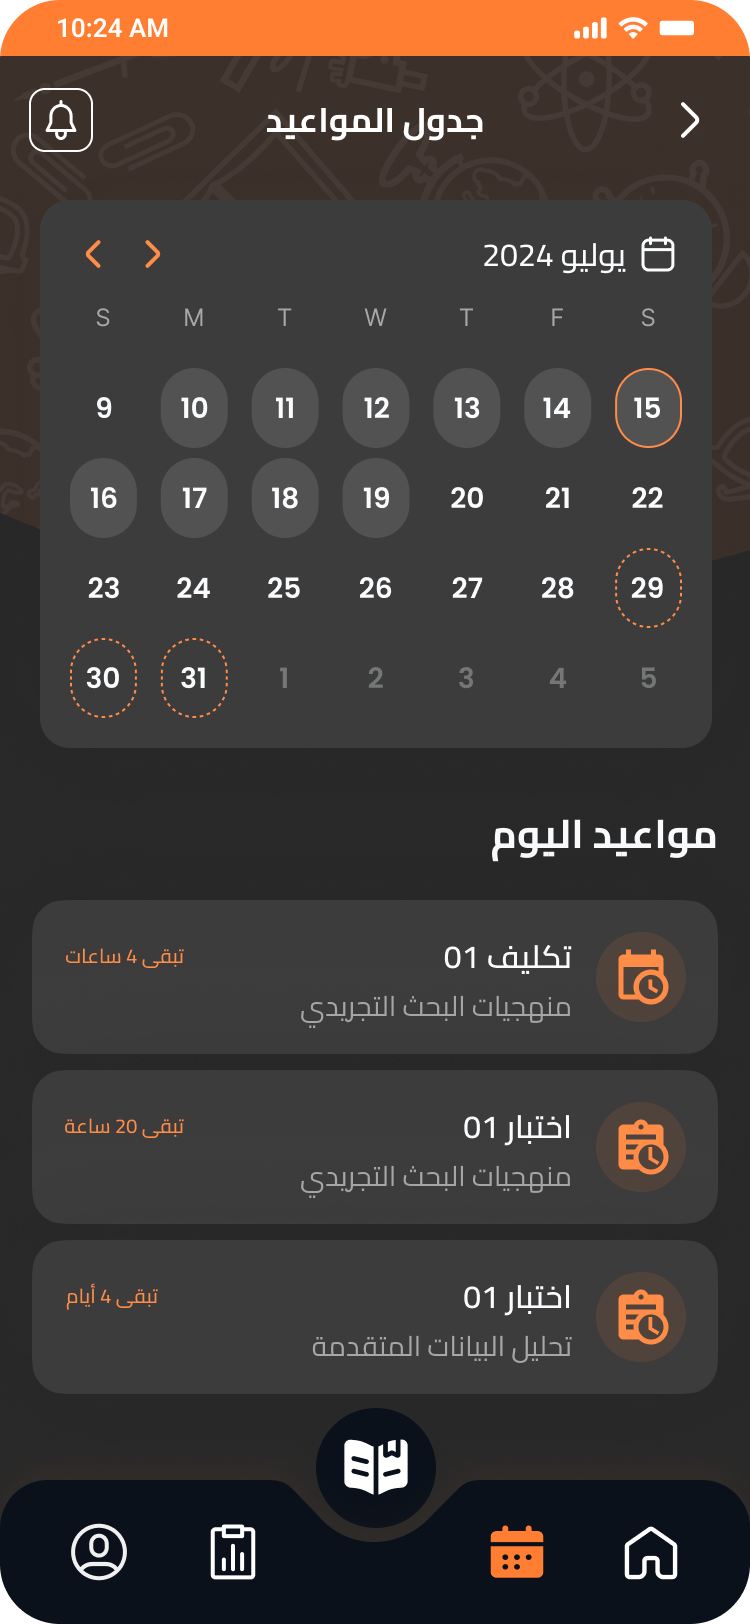 10:24 AM
جدول المواعيد
يوليو 2024
S M T W T F S
9 10 11 12 13 14 15
16 17 18 19 20 21 22
23 24 25 26 27 28 29
30 31 1 2 3 4 5
مواعيد اليوم
تكليف 01
تبقى 4 ساعات
منهجيات البحث التجريدي
اختبار 01
تبقى 20 ساعة
منهجيات البحث التجريدي
اختبار 01
تبقى 4 أيام
تحليل البيانات المتقدمة